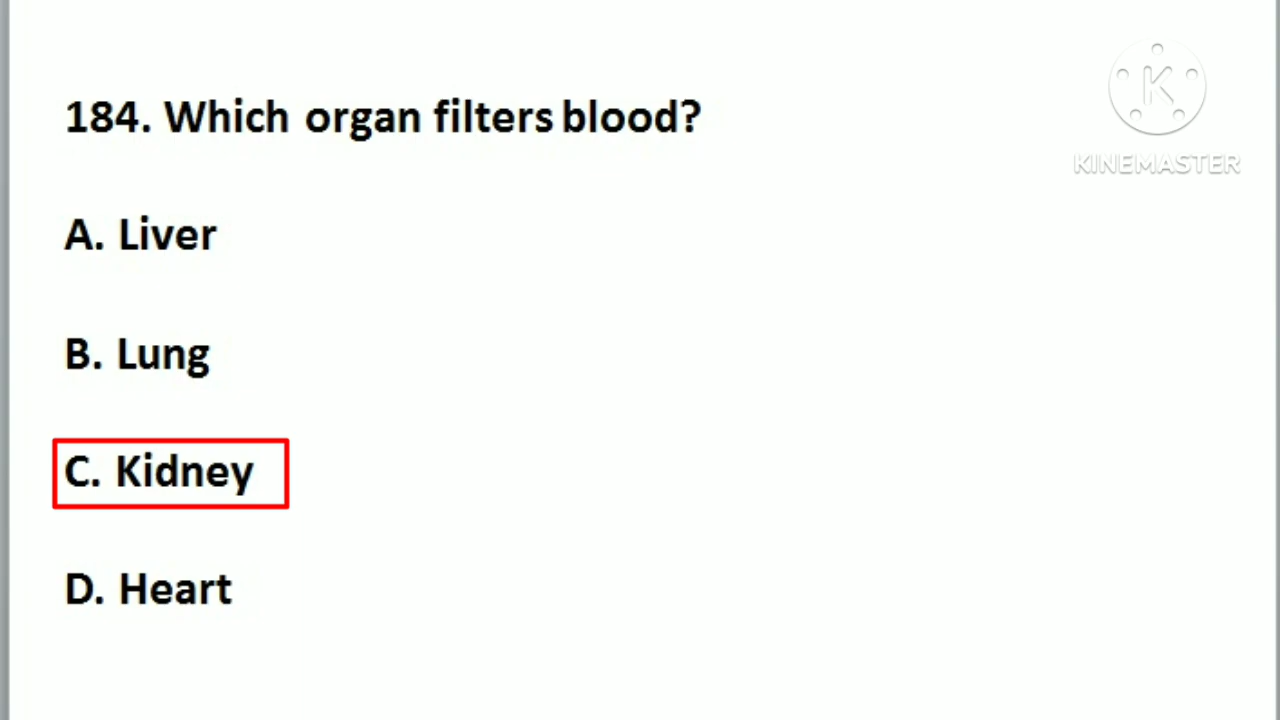 184. Which organ filters blood?
K
KINEMASTER
A. Liver
B. Lung
C. Kidney
D. Heart